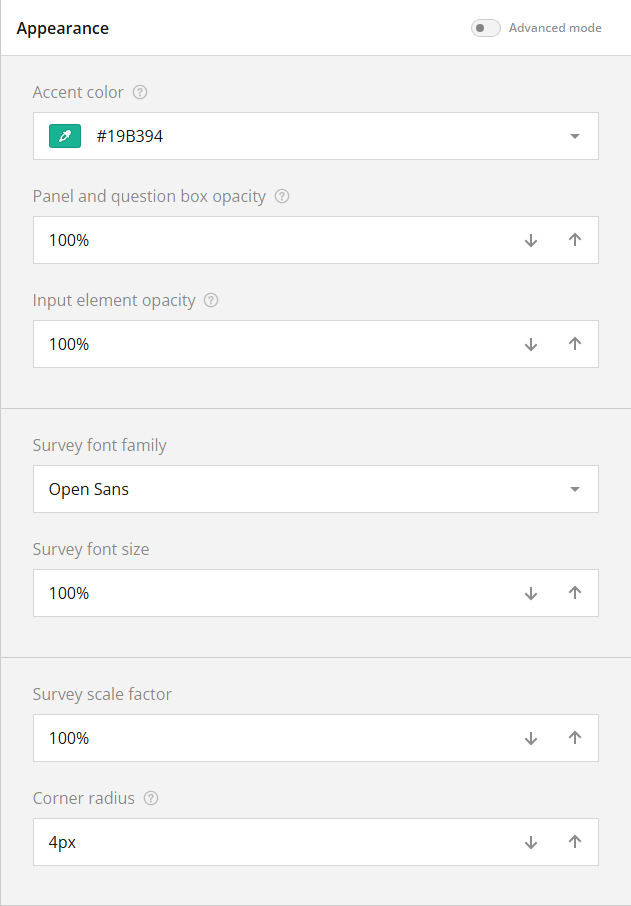 Appearance
Advanced mode
Accent color
#19B394
Panel and question box opacity
100%
Input element opacity
100%
Survey font family
Open Sans
Survey font size
100%
Survey scale factor
100%
Corner radius
4px